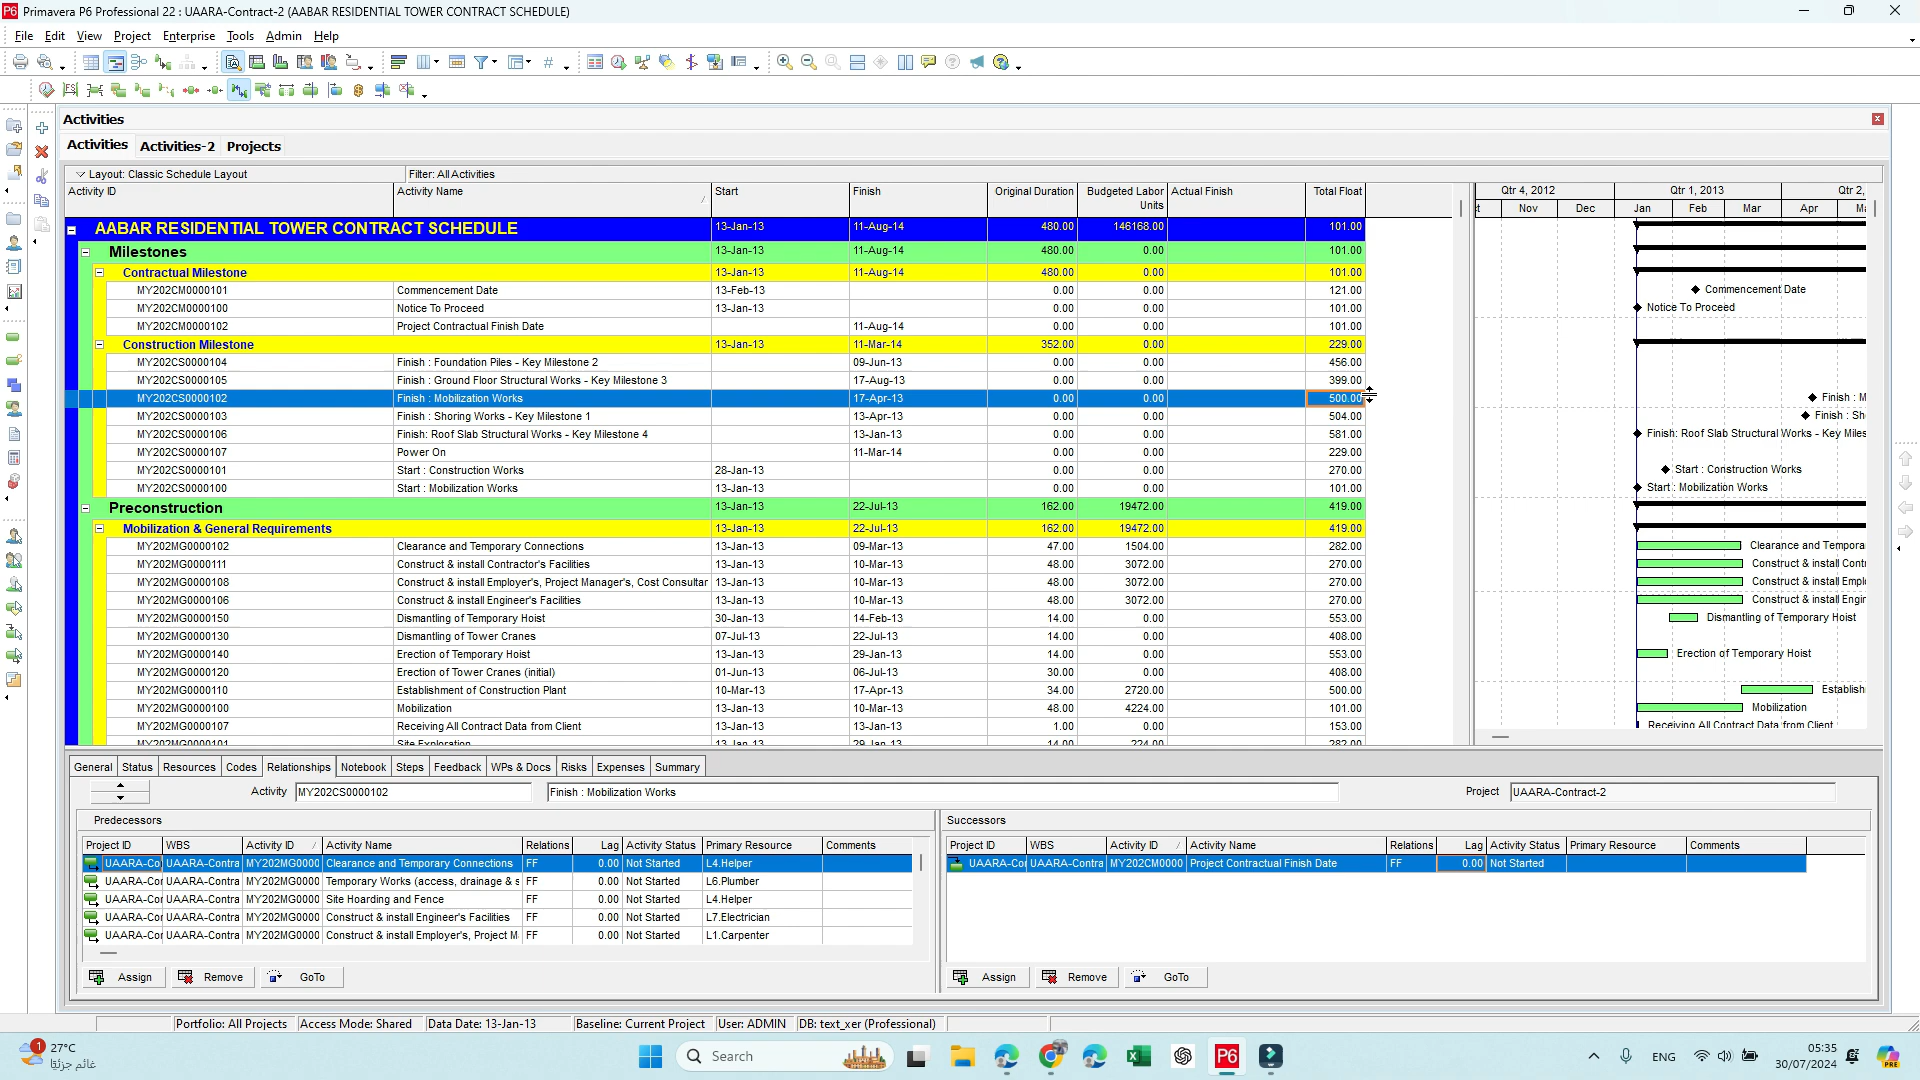 Primavera P6 Professional 22 : UAARA-Contract-2 (AABAR RESIDENTIAL TOWER CONTRACT SCHEDULE)
File Edit View Project Enterprise Tools Admin Help
Activities
Activities Activities-2 Projects
Layout: Classic Schedule Layout Filter: All Activities
Activity ID Activity Name Start Finish Original Duration Budgeted Labor Units Actual Finish Total Float
Qtr 4, 2012 Qtr 1, 2013 Qtr 2,
Nov Dec Jan Feb Mar Apr
AABAR RESIDENTIAL TOWER CONTRACT SCHEDULE 13-Jan-13 11-Aug-14 480.00 146168.00 101.00
Milestones 13-Jan-13 11-Aug-14 480.00 0.00 101.00
Contractual Milestone 13-Jan-13 11-Aug-14 480.00 0.00 101.00
MY202CM0000101 Commencement Date 13-Feb-13 0.00 0.00 121.00 Commencement Date
MY202CM0000100 Notice To Proceed 13-Jan-13 0.00 0.00 101.00 Notice To Proceed
MY202CM0000102 Project Contractual Finish Date 11-Aug-14 0.00 0.00 101.00
Construction Milestone 13-Jan-13 11-Mar-14 352.00 0.00 229.00
MY202CS0000104 Finish : Foundation Piles - Key Milestone 2 09-Jun-13 0.00 0.00 456.00
MY202CS0000105 Finish : Ground Floor Structural Works - Key Milestone 3 17-Aug-13 0.00 0.00 399.00
MY202CS0000102 Finish : Mobilization Works 17-Apr-13 0.00 0.00 500.00 Finish : M
MY202CS0000103 Finish : Shoring Works - Key Milestone 1 13-Apr-13 0.00 0.00 504.00 Finish : Sh
MY202CS0000106 Finish: Roof Slab Structural Works - Key Milestone 4 13-Jan-13 0.00 0.00 581.00 Finish: Roof Slab Structural Works - Key Miles
MY202CS0000107 Power On 11-Mar-14 0.00 0.00 229.00
MY202CS0000101 Start : Construction Works 28-Jan-13 0.00 0.00 270.00 Start : Construction Works
MY202CS0000100 Start : Mobilization Works 13-Jan-13 0.00 0.00 101.00 Start : Mobilization Works
Preconstruction 13-Jan-13 22-Jul-13 162.00 19472.00 419.00
Mobilization & General Requirements 13-Jan-13 22-Jul-13 162.00 19472.00 419.00
MY202MG0000102 Clearance and Temporary Connections 13-Jan-13 09-Mar-13 47.00 1504.00 282.00 Clearance and Tempora
MY202MG0000111 Construct & install Contractor's Facilities 13-Jan-13 10-Mar-13 48.00 3072.00 270.00 Construct & install Contr
MY202MG0000108 Construct & install Employer's, Project Manager's, Cost Consultar 13-Jan-13 10-Mar-13 48.00 3072.00 270.00 Construct & install Empl
MY202MG0000106 Construct & install Engineer's Facilities 13-Jan-13 10-Mar-13 48.00 3072.00 270.00 Construct & install Engir
MY202MG0000150 Dismantling of Temporary Hoist 30-Jan-13 14-Feb-13 14.00 0.00 553.00 Dismantling of Temporary Hoist
MY202MG0000130 Dismantling of Tower Cranes 07-Jul-13 22-Jul-13 14.00 0.00 408.00
MY202MG0000140 Erection of Temporary Hoist 13-Jan-13 29-Jan-13 14.00 0.00 553.00 Erection of Temporary Hoist
MY202MG0000120 Erection of Tower Cranes (initial) 01-Jun-13 06-Jul-13 30.00 0.00 408.00
MY202MG0000110 Establishment of Construction Plant 10-Mar-13 17-Apr-13 34.00 2720.00 500.00 Establish
MY202MG0000100 Mobilization 13-Jan-13 10-Mar-13 48.00 4224.00 101.00 Mobilization
MY202MG0000107 Receiving All Contract Data from Client 13-Jan-13 13-Jan-13 1.00 0.00 153.00 Receiving All Contract Data from Client
MY202MG0000101 Site Exploration 13-Jan-13 29-Jan-13 14.00 224.00 282.00
General Status Resources Codes Relationships Notebook Steps Feedback WPs & Docs Risks Expenses Summary
Activity MY202CS0000102 Finish : Mobilization Works Project UAARA-Contract-2
Predecessors
Project ID WBS Activity ID Activity Name Relations Lag Activity Status Primary Resource Comments
UAARA-Co UAARA-Contra MY202MG0000 Clearance and Temporary Connections FF 0.00 Not Started L4.Helper
UAARA-Cor UAARA-Contra MY202MG0000 Temporary Works (access, drainage & s FF 0.00 Not Started L6.Plumber
UAARA-Cor UAARA-Contra MY202MG0000 Site Hoarding and Fence FF 0.00 Not Started L4.Helper
UAARA-Cor UAARA-Contra MY202MG0000 Construct & install Engineer's Facilities FF 0.00 Not Started L7.Electrician
UAARA-Cor UAARA-Contra MY202MG0000 Construct & install Employer's, Project M FF 0.00 Not Started L1.Carpenter
Assign Remove GoTo
Successors
Project ID WBS Activity ID Activity Name Relations Lag Activity Status Primary Resource Comments
UAARA-Cor UAARA-Contra MY202CM0000 Project Contractual Finish Date FF 0.00 Not Started
Assign Remove GoTo
Portfolio: All Projects Access Mode: Shared Data Date: 13-Jan-13 Baseline: Current Project User: ADMIN DB: text_xer (Professional)
1 27°C
غائم جزئيًا
Search
P6
ENG
05:35
30/07/2024
PRE